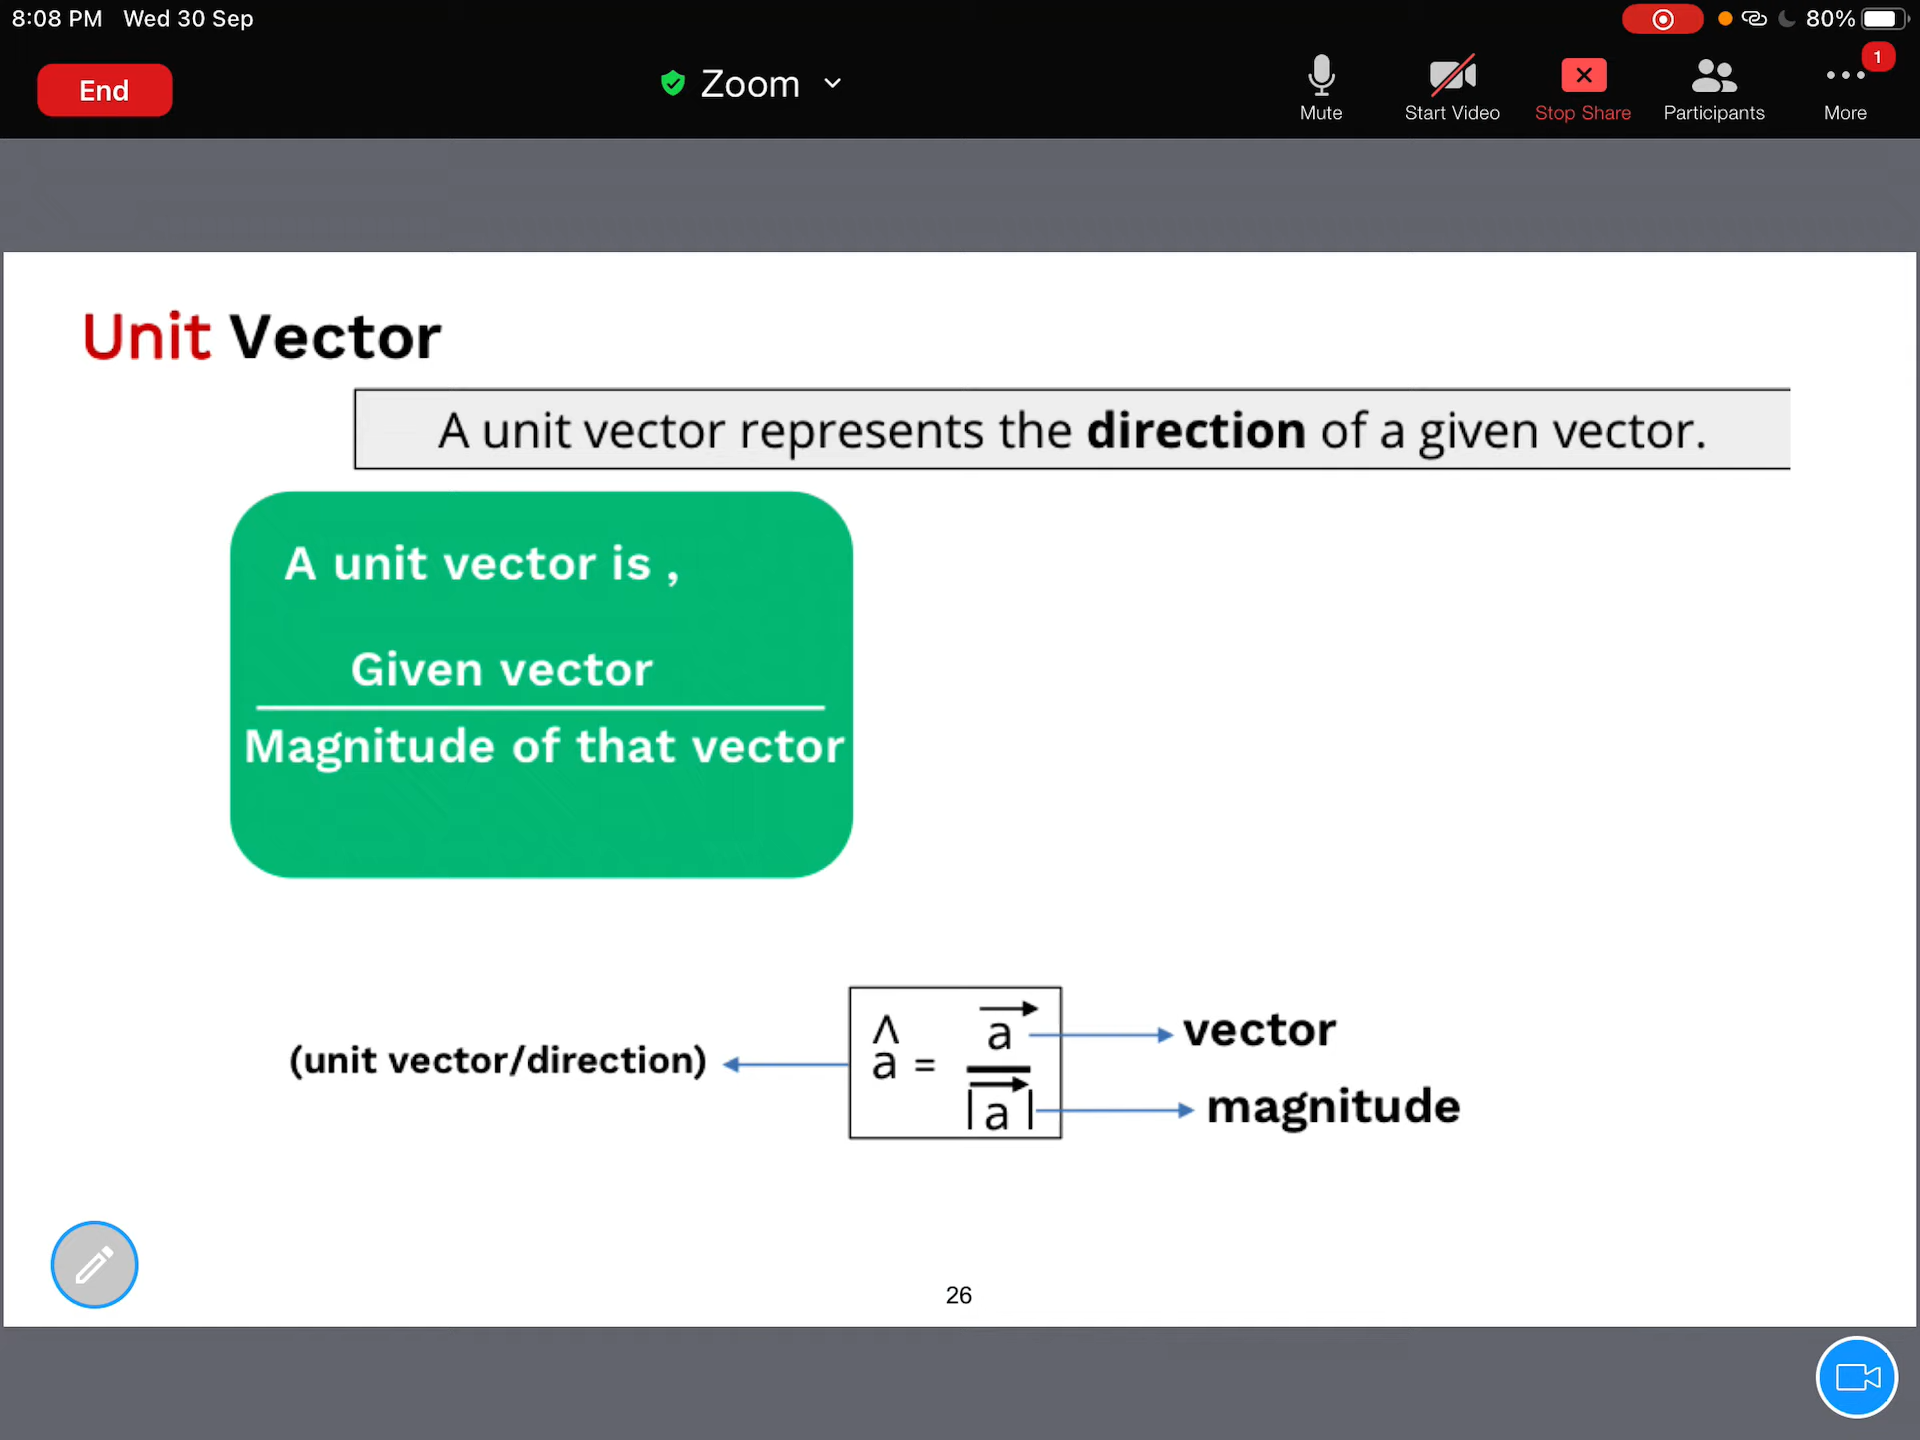 8:08 PM Wed 30 Sep
80%
End
Zoom
1
Mute
Start Video
Stop Share
Participants
More
Unit Vector
A unit vector represents the direction of a given vector.
A unit vector is ,
Given vector
Magnitude of that vector
(unit vector/direction)
^a = →a / |→a|
vector
magnitude
26